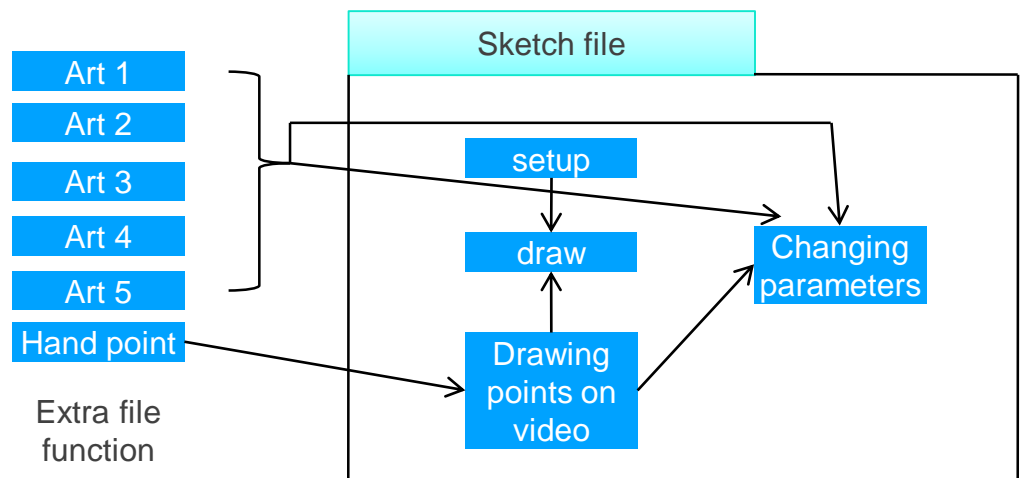 Sketch file
Art 1
Art 2
Art 3
Art 4
Art 5
Hand point
Extra file
function
setup
draw
Drawing
points on
video
Changing
parameters